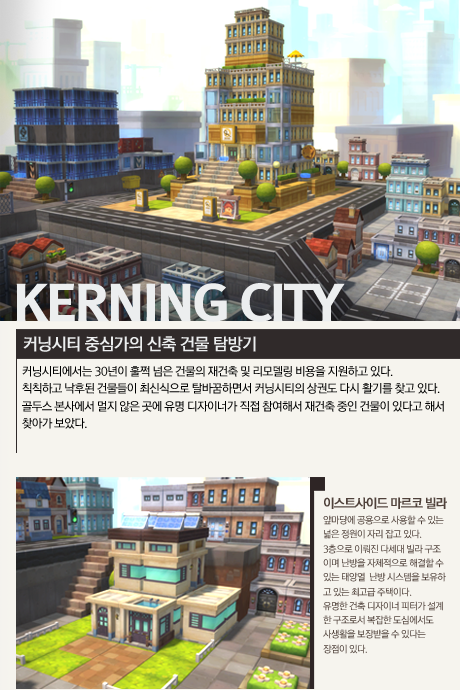 KERNING CITY
커닝시티 중심가의 신축 건물 탐방기
커닝시티에서는 30년이 훌쩍 넘은 건물의 재건축 및 리모델링 비용을 지원하고 있다.
칙칙하고 낙후된 건물들이 최신식으로 탈바꿈하면서 커닝시티의 상권도 다시 활기를 찾고 있다.
골두스 본사에서 멀지 않은 곳에 유명 디자이너가 직접 참여해서 재건축 중인 건물이 있다고 해서
찾아가 보았다.
이스트사이드 마르코 빌라
앞마당에 공용으로 사용할 수 있는
넓은 정원이 자리 잡고 있다.
3층으로 이뤄진 다세대 빌라 구조
이며 난방을 자체적으로 해결할 수
있는 태양열 난방 시스템을 보유하
고 있는 최고급 주택이다.
유명한 건축 디자이너 피터가 설계
한 구조로서 복잡한 도심에서도
사생활을 보장받을 수 있다는
장점이 있다.